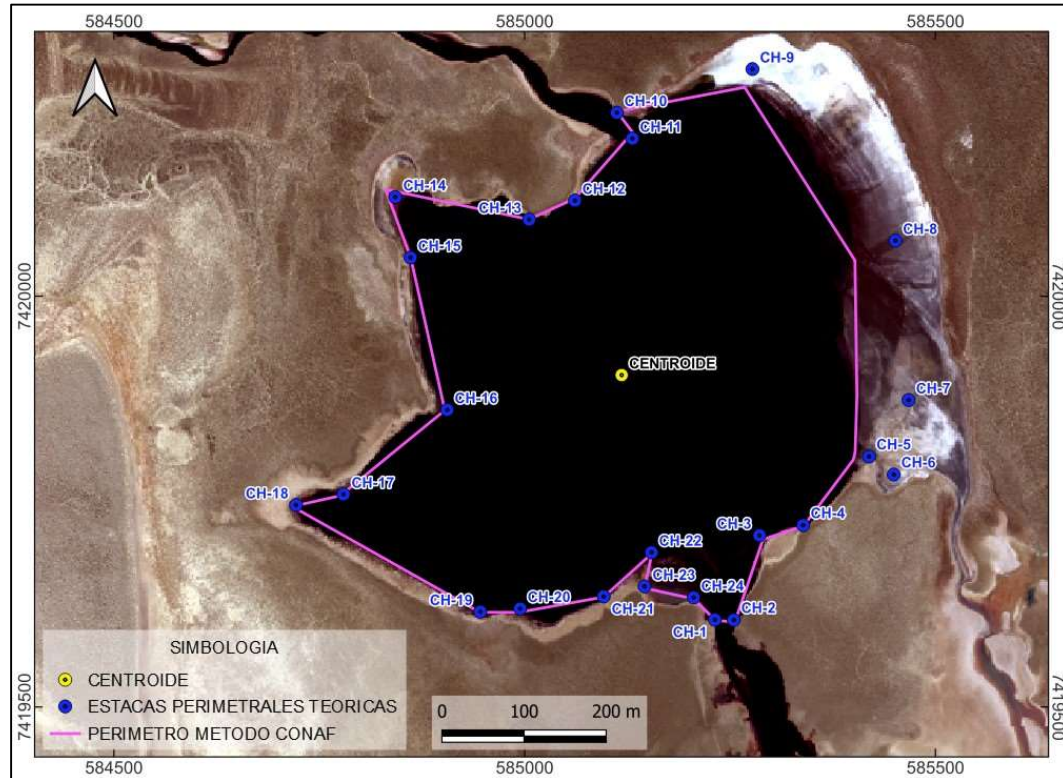 584500
585000
585500
CH-9
CH-10
CH-11
CH-14
CH-12
CH-13
CH-8
CH-15
7420000
7420000
CENTROIDE
CH-7
CH-16
CH-5
CH-6
CH-17
CH-18
CH-4
CH-3
CH-22
CH-23
CH-24
CH-20
CH-19
CH-21
CH-2
CH-1
SIMBOLOGIA
CENTROIDE
ESTACAS PERIMETRALES TEORICAS
PERIMETRO METODO CONAF
0 100 200 m
7419500
7419500
584500
585000
585500